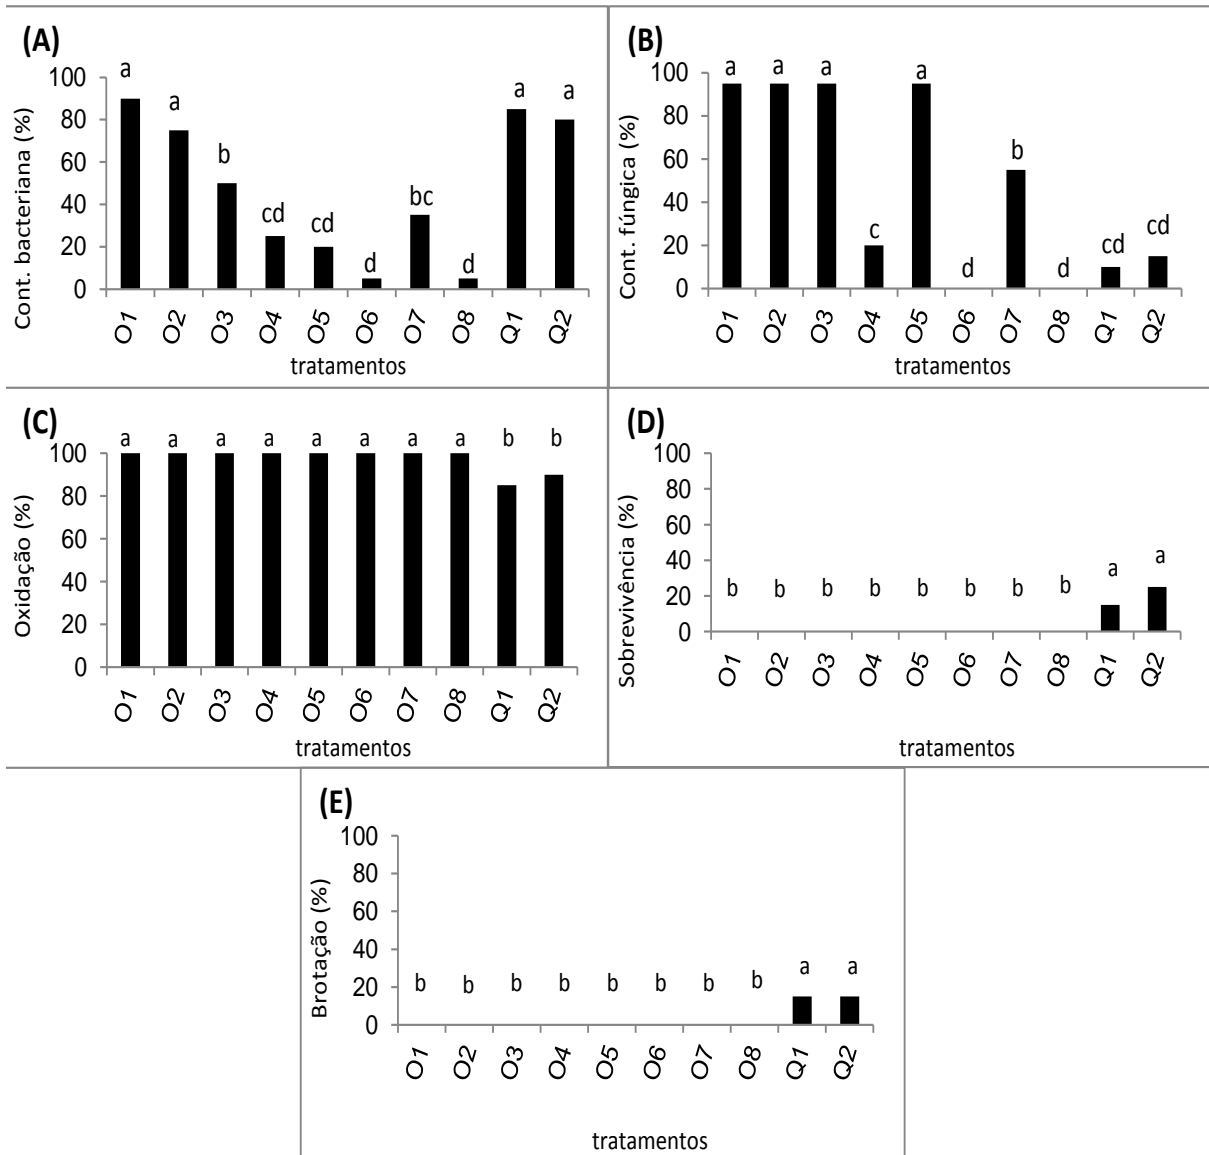 (A)
Cont. bacteriana (%)
100
80
60
40
20
0
a a b cd cd d bc d a a
O1 O2 O3 O4 O5 O6 O7 O8 Q1 Q2
tratamentos
(B)
Cont. fúngica (%)
100
80
60
40
20
0
a a a c a d b d cd cd
O1 O2 O3 O4 O5 O6 O7 O8 Q1 Q2
tratamentos
(C)
Oxidação (%)
100
80
60
40
20
0
a a a a a a a a b b
O1 O2 O3 O4 O5 O6 O7 O8 Q1 Q2
tratamentos
(D)
Sobrevivência (%)
100
80
60
40
20
0
b b b b b b b b a a
O1 O2 O3 O4 O5 O6 O7 O8 Q1 Q2
tratamentos
(E)
Brotação (%)
100
80
60
40
20
0
b b b b b b b b a a
O1 O2 O3 O4 O5 O6 O7 O8 Q1 Q2
tratamentos